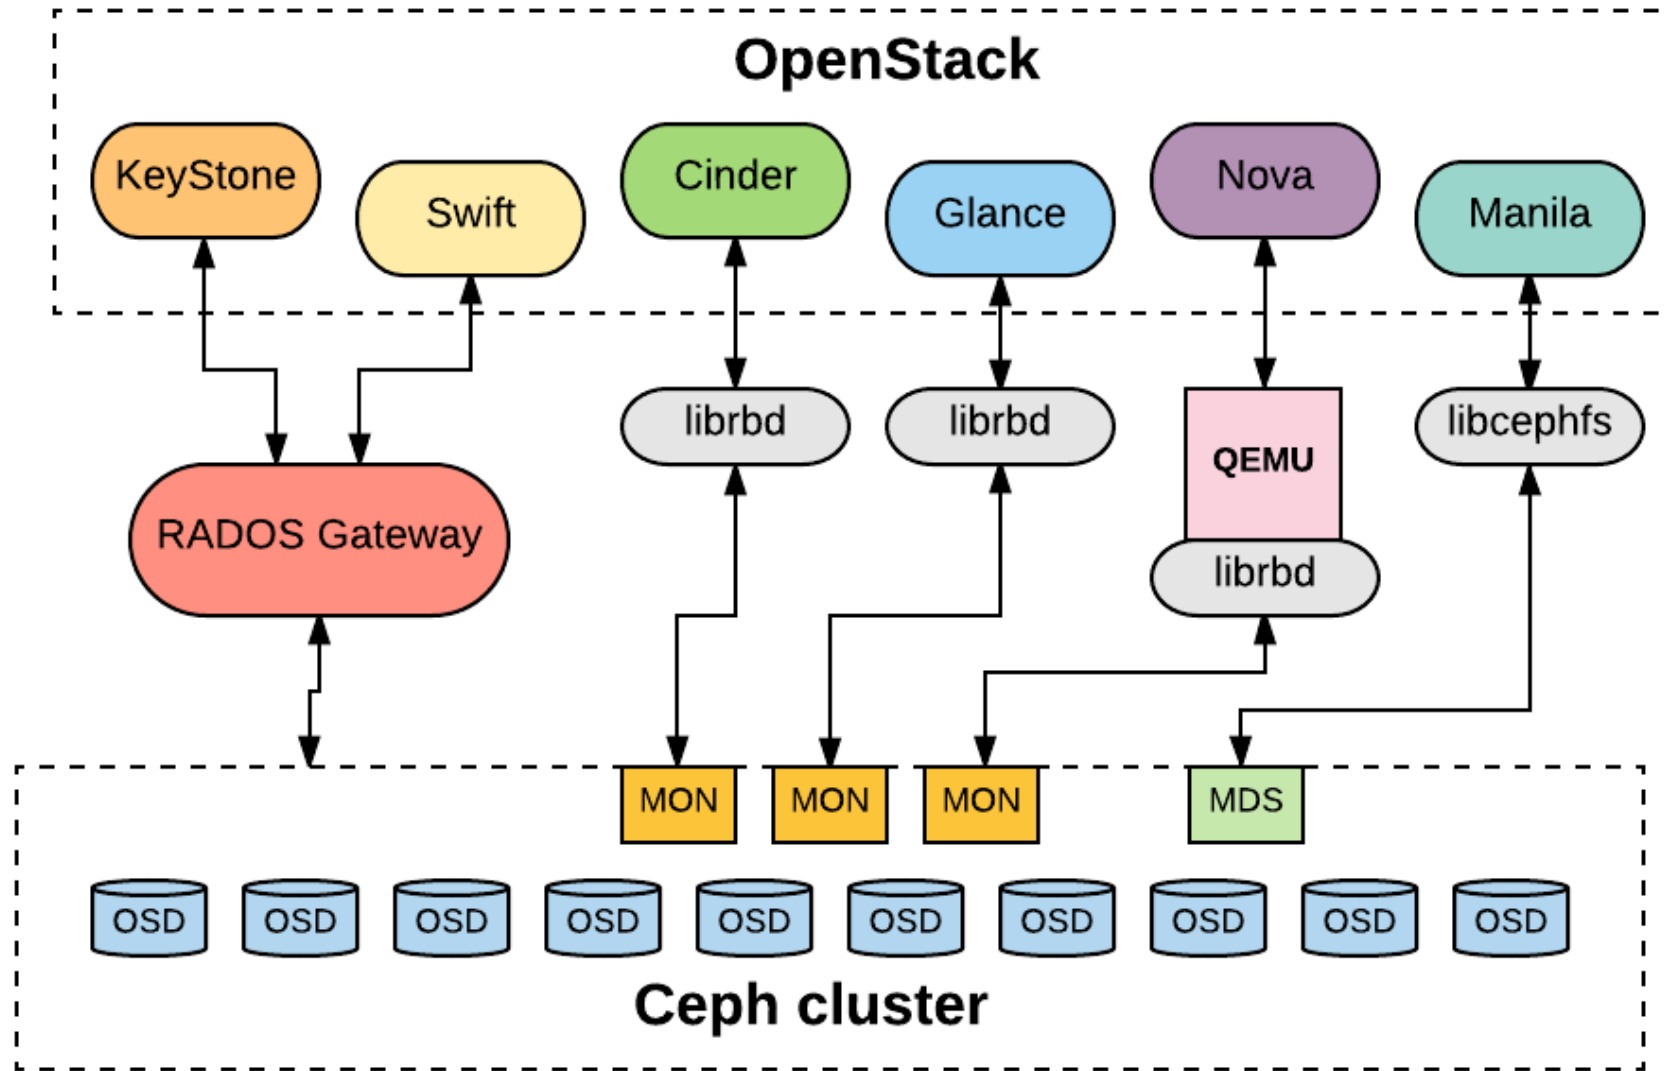 OpenStack
KeyStone
Swift
Cinder
Glance
Nova
Manila
librbd
librbd
QEMU
librbd
libcephfs
RADOS Gateway
MON
MON
MON
MDS
OSD
OSD
OSD
OSD
OSD
OSD
OSD
OSD
OSD
OSD
Ceph cluster